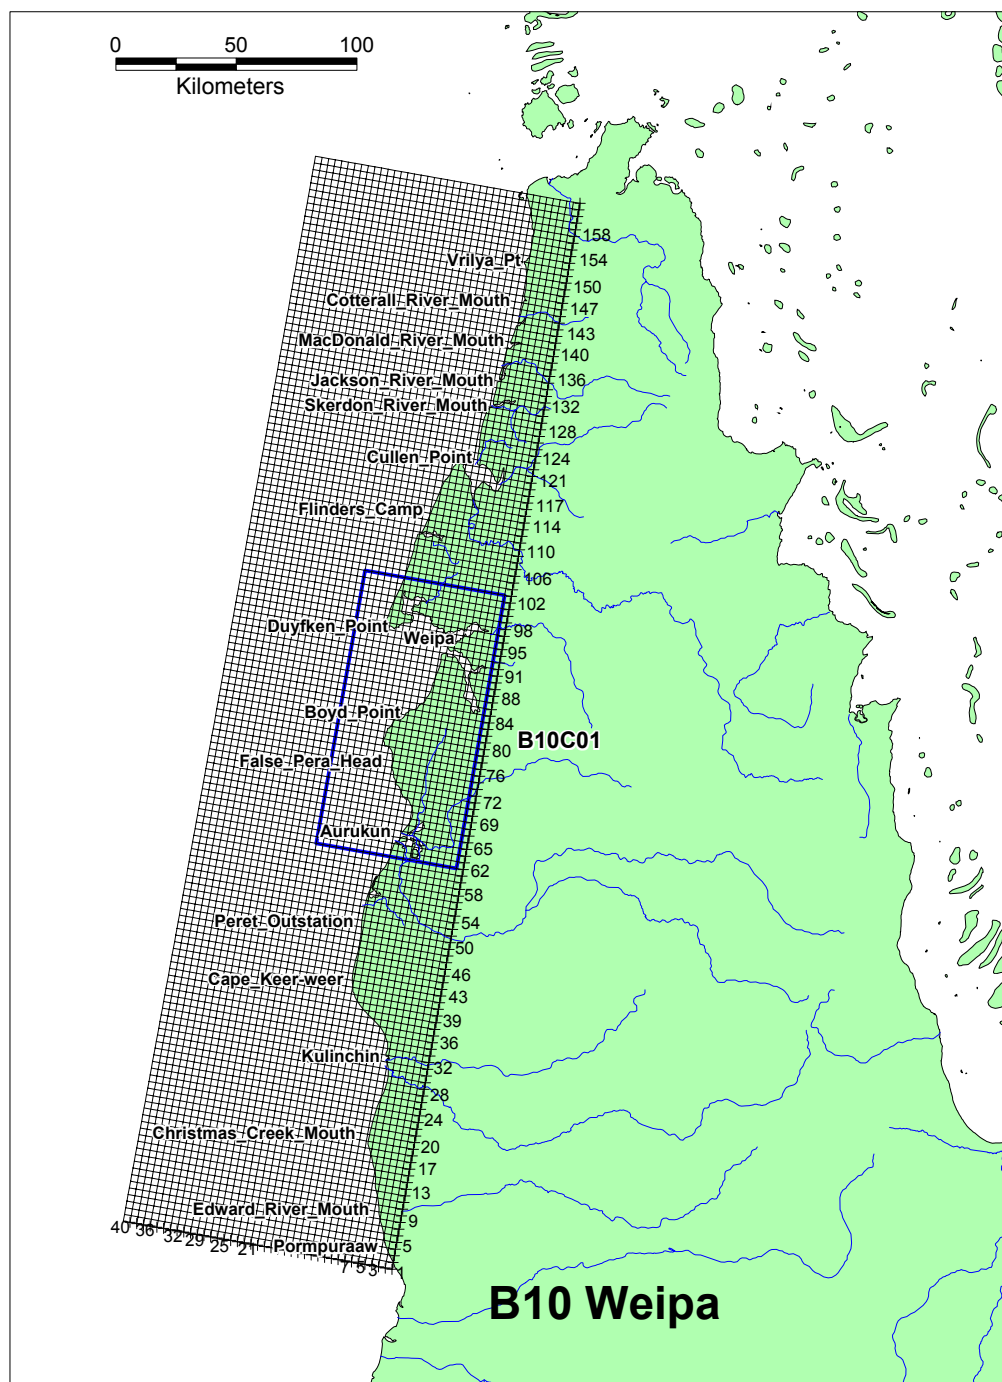 0 50 100
Kilometers
158
Vrilya_Pt 154
150
Cotterall_River_Mouth 147
143
MacDonald_River_Mouth 140
Jackson_River_Mouth 136
Skerdon_River_Mouth 132
128
Cullen_Point 124
121
117
Flinders_Camp 114
110
106
102
Duyfken_Point 98
Weipa 95
91
88
Boyd_Point 84
B10C01
80
False_Pera_Head 76
72
69
Aurukun 65
62
58
Peret_Outstation 54
50
Cape_Keer-weer 46
43
39
36
Kulinchin 32
28
24
Christmas_Creek_Mouth 20
17
13
Edward_River_Mouth 9
40 36 32 29 25 21
Pormpuraaw 5
7 5 3 1
B10 Weipa